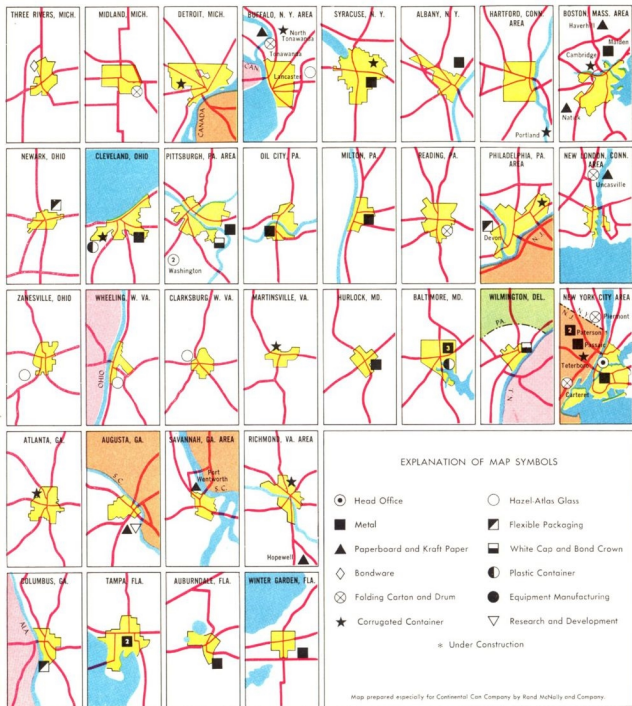 THREE RIVERS, MICH.
MIDLAND, MICH.
DETROIT, MICH.
CANADA
BUFFALO, N. Y. AREA
North
Tonawanda
Tonawanda
CAN
Lancaster
SYRACUSE, N. Y.
ALBANY, N. Y.
HARTFORD, CONN.
AREA
Portland
BOSTON, MASS. AREA
Haverhill
Malden
Cambridge
Natick
NEWARK, OHIO
CLEVELAND, OHIO
PITTSBURGH, PA. AREA
2
Washington
OIL CITY, PA.
MILTON, PA.
READING, PA.
PHILADELPHIA, PA.
AREA
Devon
N. J.
NEW LONDON, CONN.
AREA
Uncasville
ZANESVILLE, OHIO
WHEELING, W. VA.
OHIO
CLARKSBURG, W. VA.
MARTINSVILLE, VA.
HURLOCK, MD.
BALTIMORE, MD.
3
WILMINGTON, DEL.
PA.
N. J.
NEW YORK CITY AREA
N. Y.
N. J.
Piermont
2
Paterson
Passaic
Teterboro
Carteret
ATLANTA, GA.
AUGUSTA, GA.
S. C.
SAVANNAH, GA. AREA
Port
Wentworth
S. C.
RICHMOND, VA. AREA
Hopewell
COLUMBUS, GA.
ALA.
TAMPA, FLA.
2
AUBURNDALE, FLA.
WINTER GARDEN, FLA.
EXPLANATION OF MAP SYMBOLS
Head Office
Hazel-Atlas Glass
Metal
Flexible Packaging
Paperboard and Kraft Paper
White Cap and Bond Crown
Bondware
Plastic Container
Folding Carton and Drum
Equipment Manufacturing
Corrugated Container
Research and Development
* Under Construction
Map prepared especially for Continental Can Company by Rand McNally and Company.